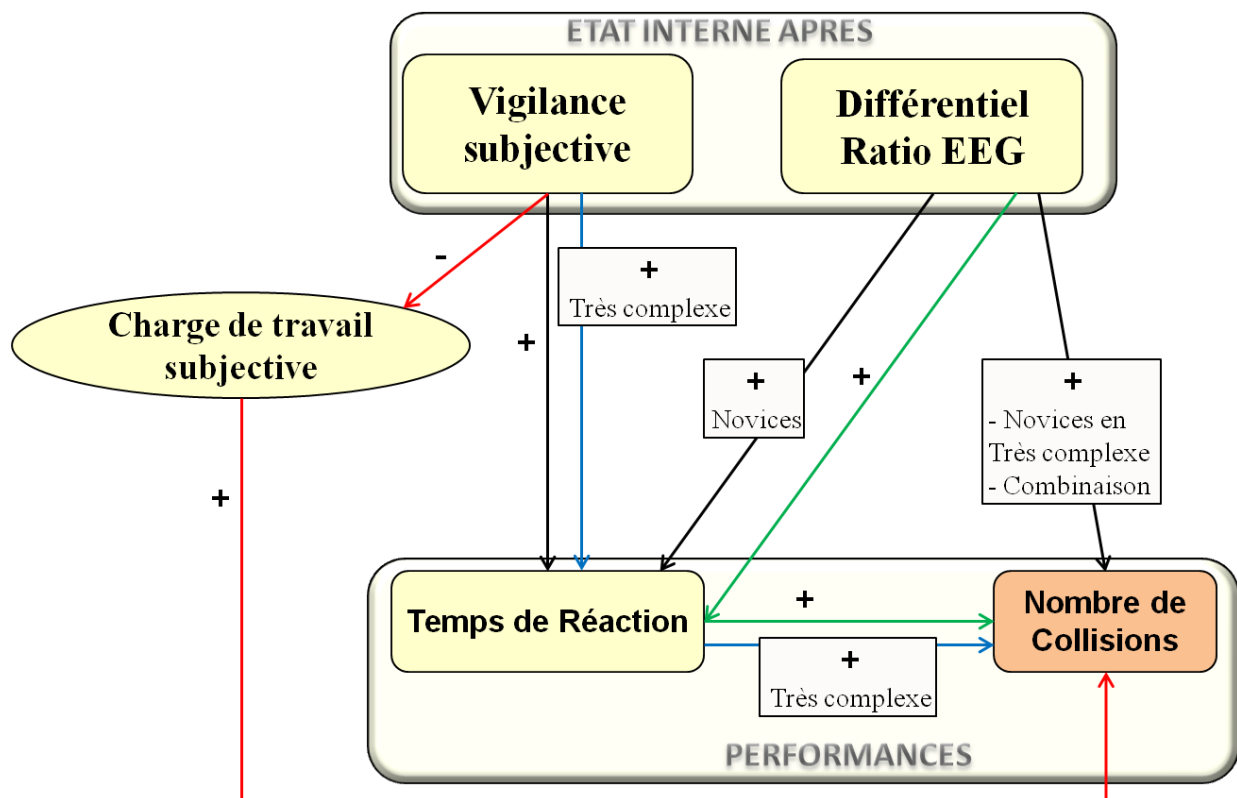 ETAT INTERNE APRES
Vigilance
subjective
Différentiel
Ratio EEG
-
+
Très complexe
Charge de travail
subjective
+
+
Novices
+
+
- Novices en
Très complexe
- Combinaison
+
Temps de Réaction
+
Nombre de
Collisions
+
Très complexe
PERFORMANCES